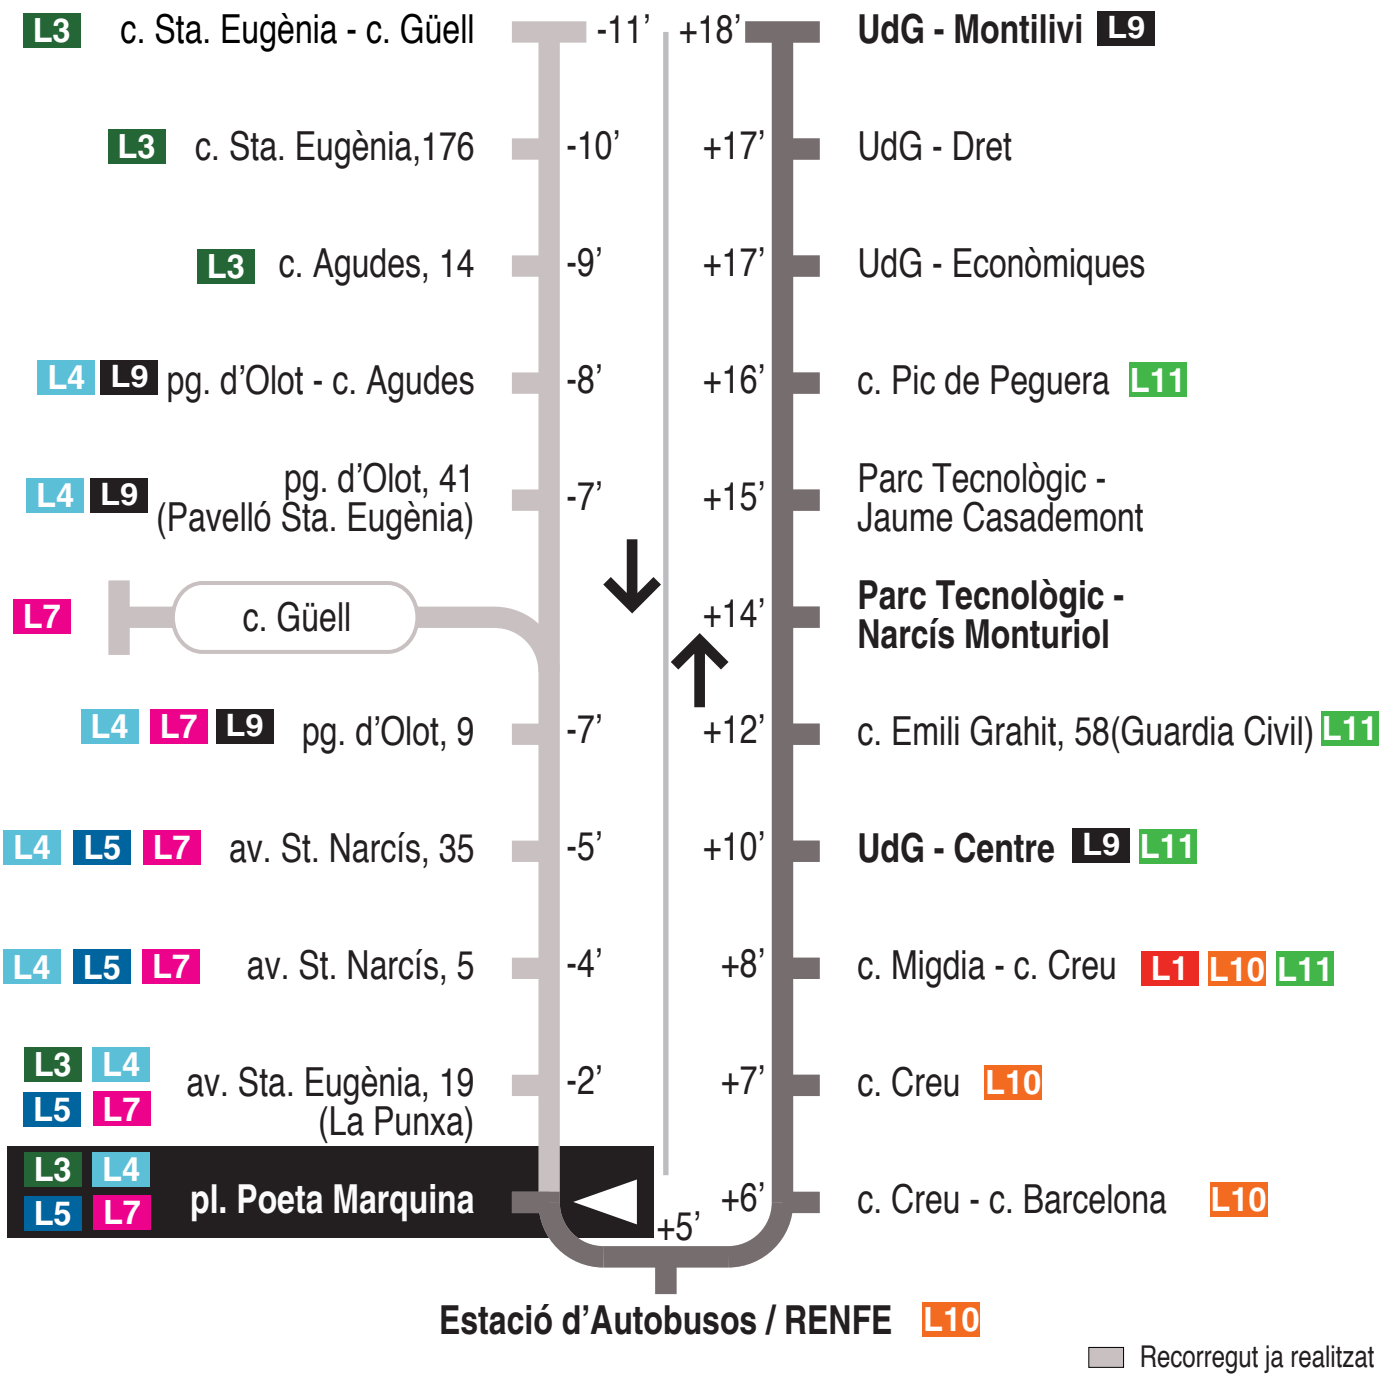 L3 c. Sta. Eugènia - c. Güell -11’
L3 c. Sta. Eugènia,176 -10’
L3 c. Agudes, 14 -9’
L4 L9 pg. d’Olot - c. Agudes -8’
L4 L9 pg. d’Olot, 41 -7’
(Pavelló Sta. Eugènia)
L7 c. Güell
L4 L7 L9 pg. d’Olot, 9 -7’
L4 L5 L7 av. St. Narcís, 35 -5’
L4 L5 L7 av. St. Narcís, 5 -4’
L3 L4
L5 L7
av. Sta. Eugènia, 19 -2’
(La Punxa)
L3 L4
L5 L7
pl. Poeta Marquina
+5’
Estació d’Autobusos / RENFE L10
+18’ UdG - Montilivi L9
+17’ UdG - Dret
+17’ UdG - Econòmiques
+16’ c. Pic de Peguera L11
+15’ Parc Tecnològic -
Jaume Casademont
+14’ Parc Tecnològic -
Narcís Monturiol
+12’ c. Emili Grahit, 58(Guardia Civil) L11
+10’ UdG - Centre L9 L11
+8’ c. Migdia - c. Creu L1 L10 L11
+7’ c. Creu L10
+6’ c. Creu - c. Barcelona L10
Recorregut ja realitzat